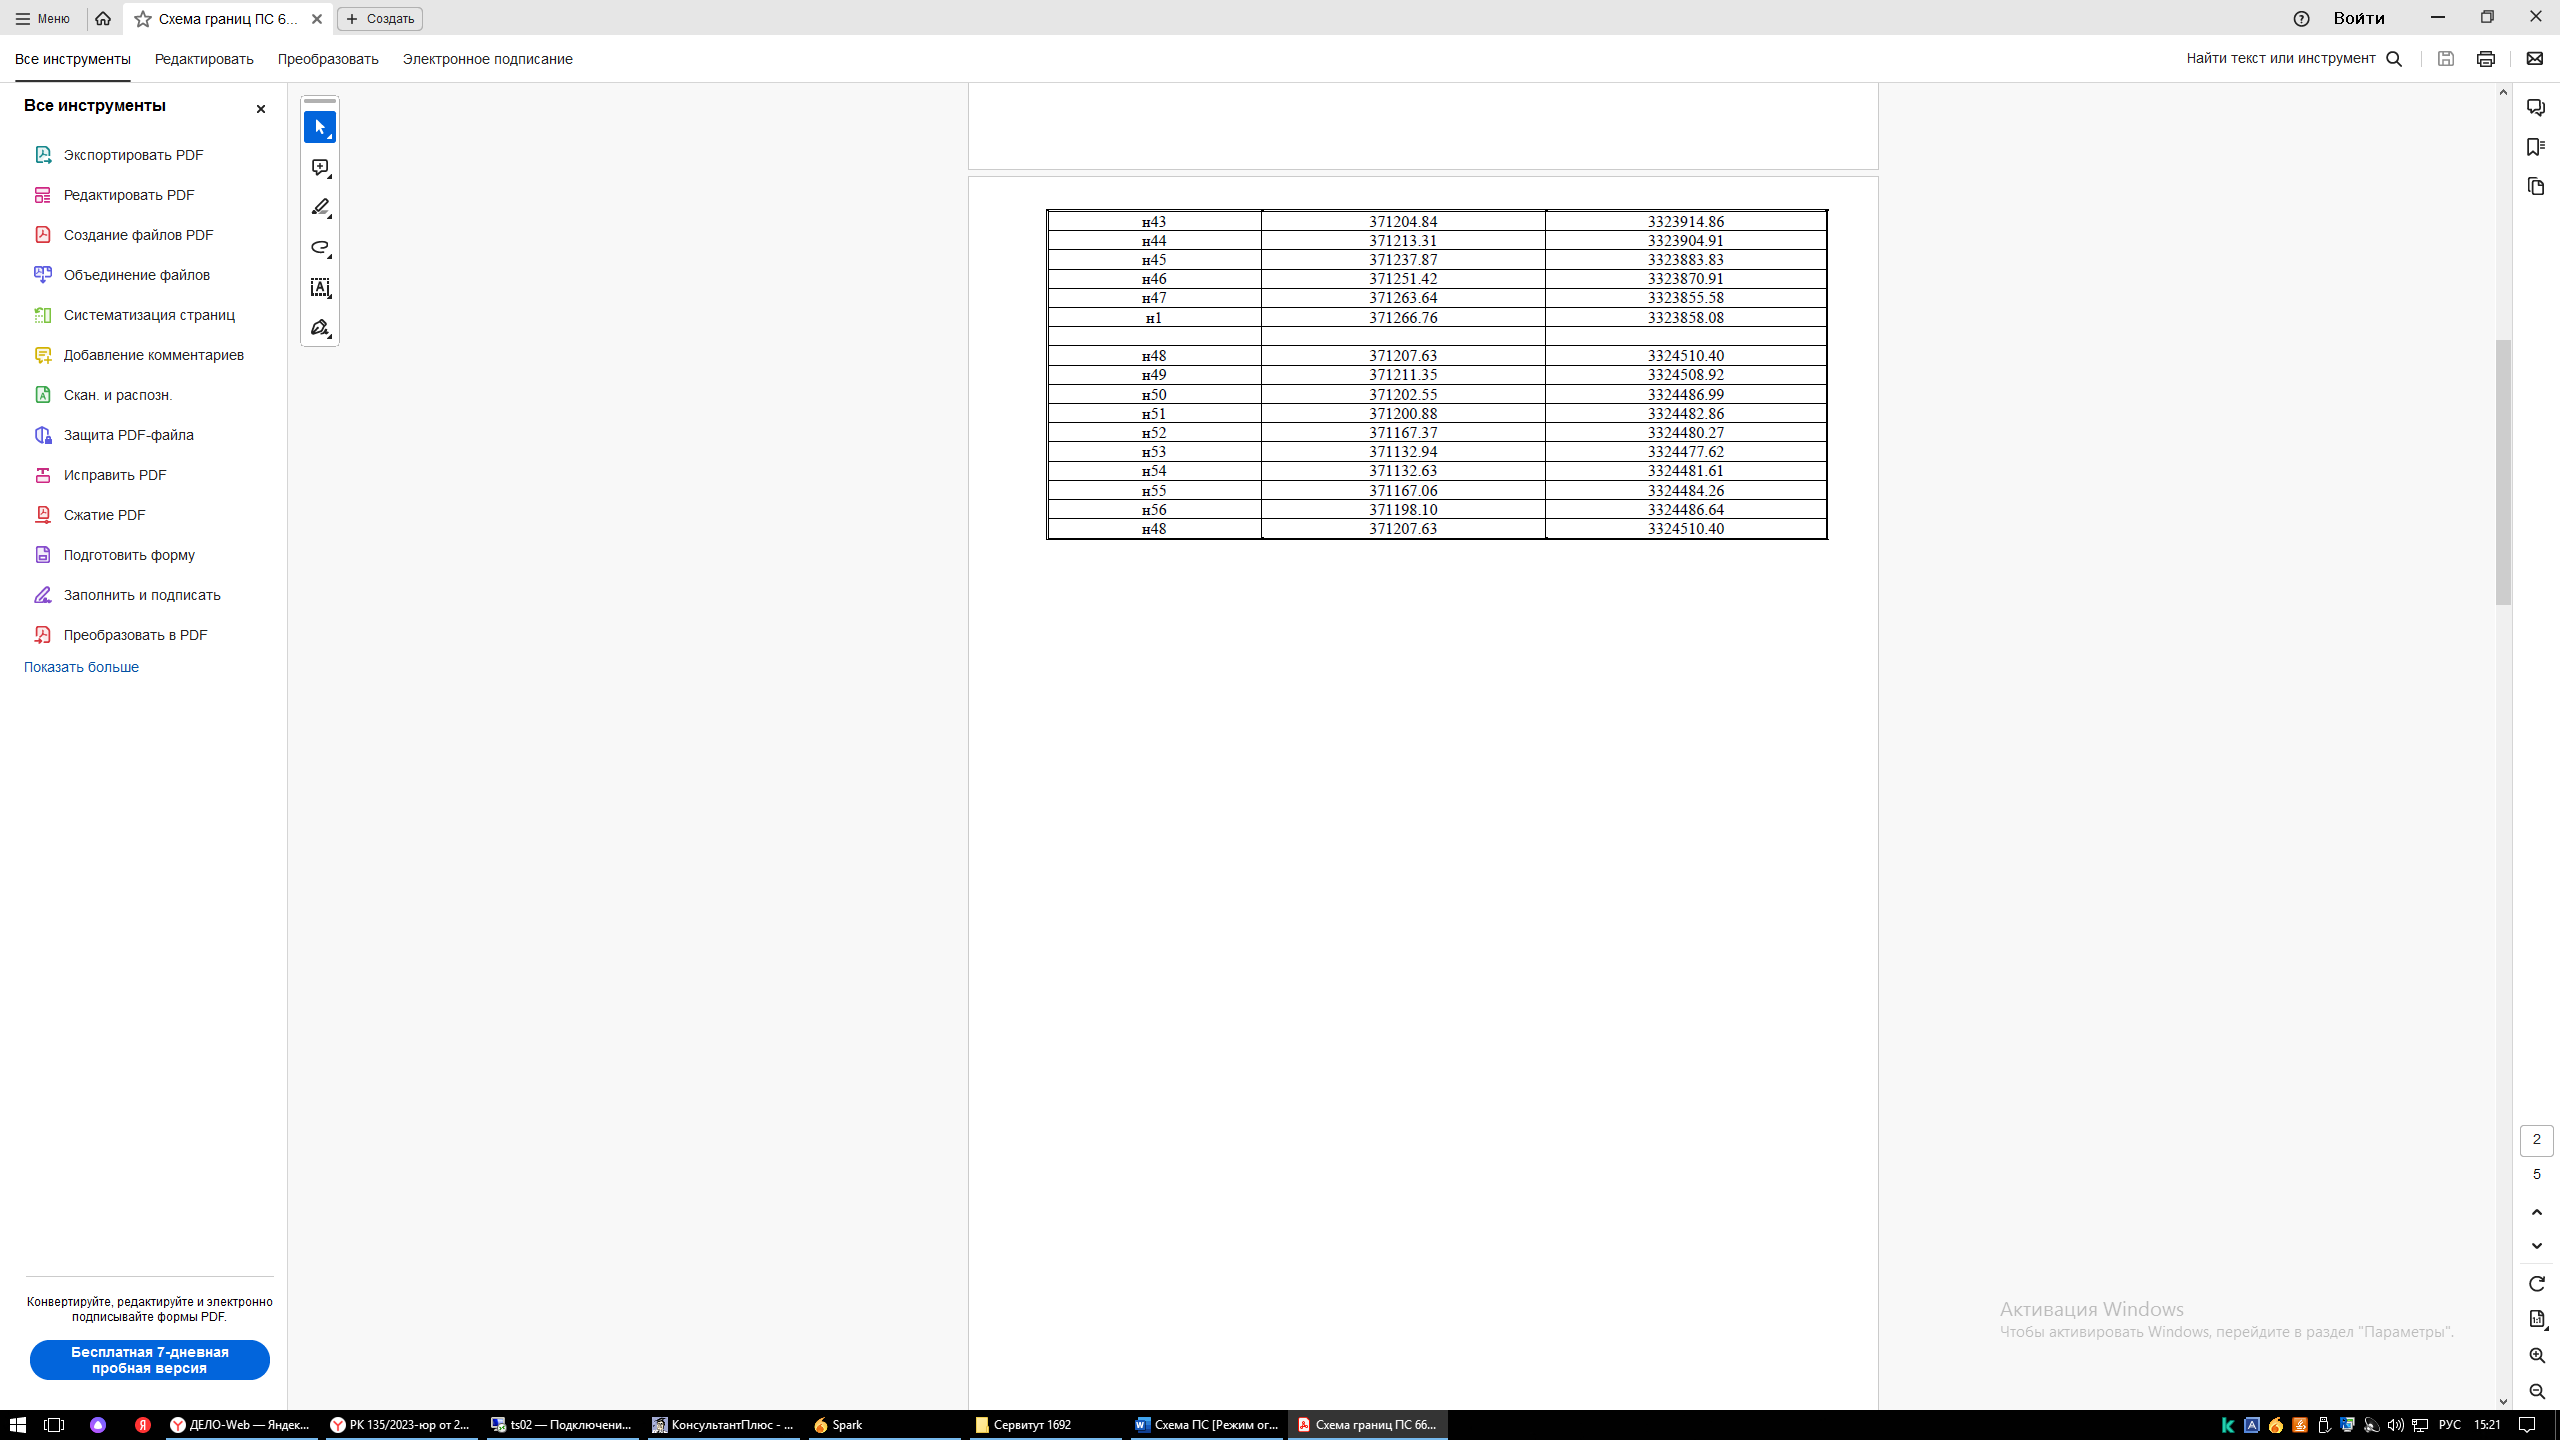 Меню
Схема границ ПС 6...
Создать
Войти
Все инструменты Редактировать Преобразовать Электронное подписание
Найти текст или инструмент
Все инструменты
Экспортировать PDF
Редактировать PDF
Создание файлов PDF
Объединение файлов
Систематизация страниц
Добавление комментариев
Скан. и распозн.
Защита PDF-файла
Исправить PDF
Сжатие PDF
Подготовить форму
Заполнить и подписать
Преобразовать в PDF
Показать больше
Конвертируйте, редактируйте и электронно
подписывайте формы PDF.
Бесплатная 7-дневная
пробная версия
н43 371204.84 3323914.86
н44 371213.31 3323904.91
н45 371237.87 3323883.83
н46 371251.42 3323870.91
н47 371263.64 3323855.58
н1 371266.76 3323858.08
н48 371207.63 3324510.40
н49 371211.35 3324508.92
н50 371202.55 3324486.99
н51 371200.88 3324482.86
н52 371167.37 3324480.27
н53 371132.94 3324477.62
н54 371132.63 3324481.61
н55 371167.06 3324484.26
н56 371198.10 3324486.64
н48 371207.63 3324510.40
2
5
Активация Windows
Чтобы активировать Windows, перейдите в раздел "Параметры".
ДЕЛО-Web — Яндек...
РК 135/2023-юр от 2...
ts02 — Подключени...
КонсультантПлюс - ...
Spark
Сервитут 1692
Схема ПС [Режим ог...
Схема границ ПС 66...
РУС
15:21